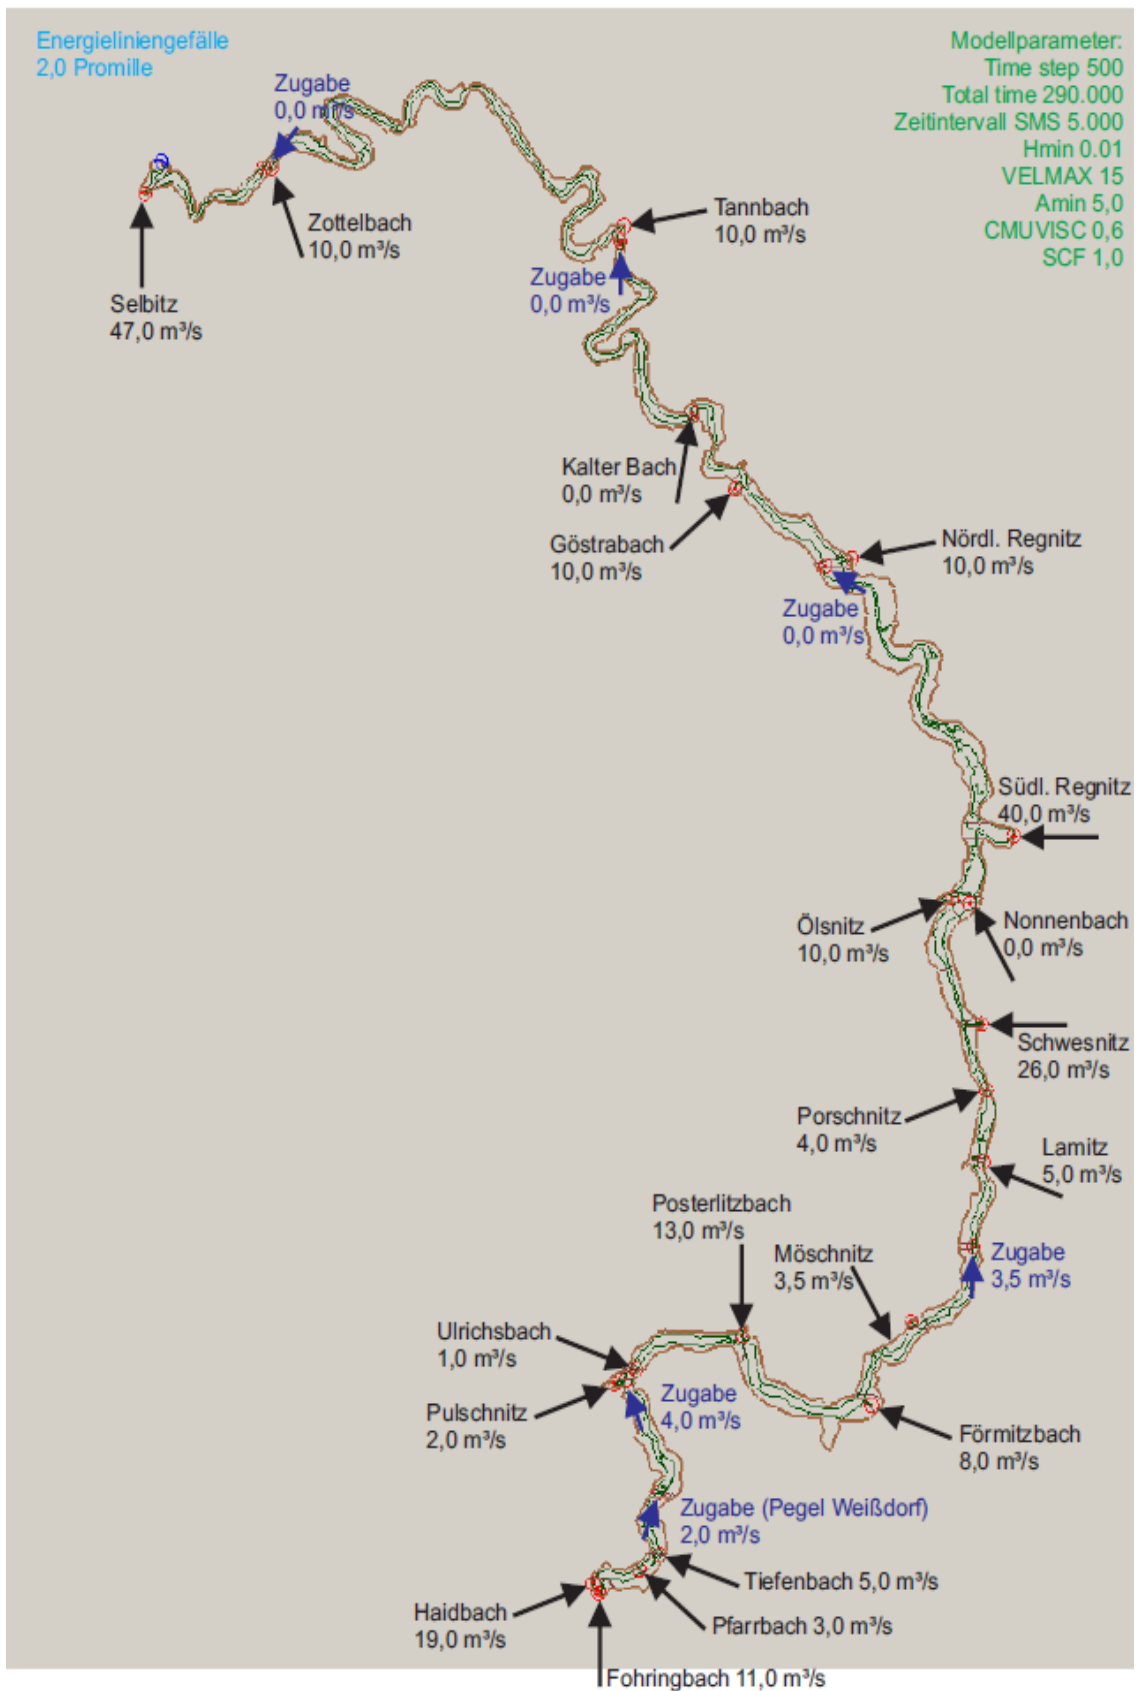 Energieliniengefälle
2,0 Promille
Modellparameter:
Time step 500
Total time 290.000
Zeitintervall SMS 5.000
Hmin 0.01
VELMAX 15
Amin 5,0
CMUVISC 0,6
SCF 1,0
Zugabe
0,0 m³/s
Zottelbach
10,0 m³/s
Tannbach
10,0 m³/s
Selbitz
47,0 m³/s
Zugabe
0,0 m³/s
Kalter Bach
0,0 m³/s
Göstrabach
10,0 m³/s
Nördl. Regnitz
10,0 m³/s
Zugabe
0,0 m³/s
Südl. Regnitz
40,0 m³/s
Ölsnitz
10,0 m³/s
Nonnenbach
0,0 m³/s
Schwesnitz
26,0 m³/s
Porschnitz
4,0 m³/s
Lamitz
5,0 m³/s
Posterlitzbach
13,0 m³/s
Möschnitz
3,5 m³/s
Zugabe
3,5 m³/s
Ulrichsbach
1,0 m³/s
Pulschnitz
2,0 m³/s
Zugabe
4,0 m³/s
Förmitzbach
8,0 m³/s
Zugabe (Pegel Weißdorf)
2,0 m³/s
Tiefenbach 5,0 m³/s
Haidbach
19,0 m³/s
Pfarrbach 3,0 m³/s
Fohringbach 11,0 m³/s